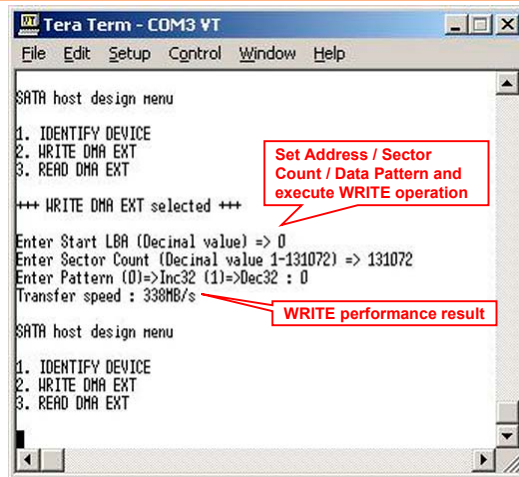 Tera Term - COM3 VT
File Edit Setup Control Window Help
SATA host design menu
1. IDENTIFY DEVICE
2. WRITE DMA EXT
3. READ DMA EXT
Set Address / Sector
Count / Data Pattern and
execute WRITE operation
+++ WRITE DMA EXT selected +++
Enter Start LBA (Decimal value) => 0
Enter Sector Count (Decimal value 1-131072) => 131072
Enter Pattern (0)=>Inc32 (1)=>Dec32 : 0
Transfer speed : 338MB/s
WRITE performance result
SATA host design menu
1. IDENTIFY DEVICE
2. WRITE DMA EXT
3. READ DMA EXT